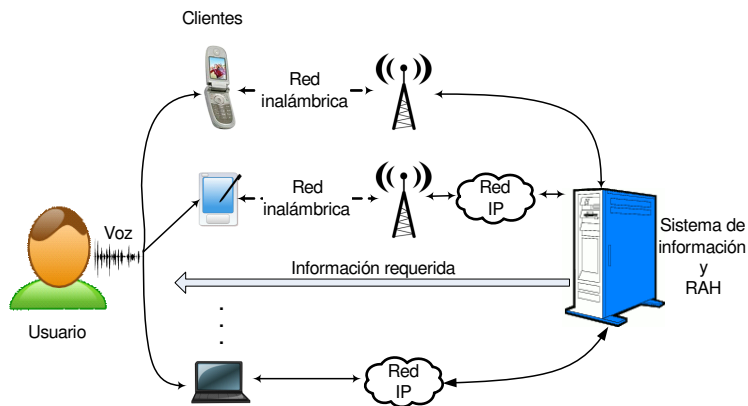 Clientes
Red
inalámbrica
Red
inalámbrica
Red
IP
Voz
Usuario
Sistema de
información
y
RAH
Información requerida
Red
IP